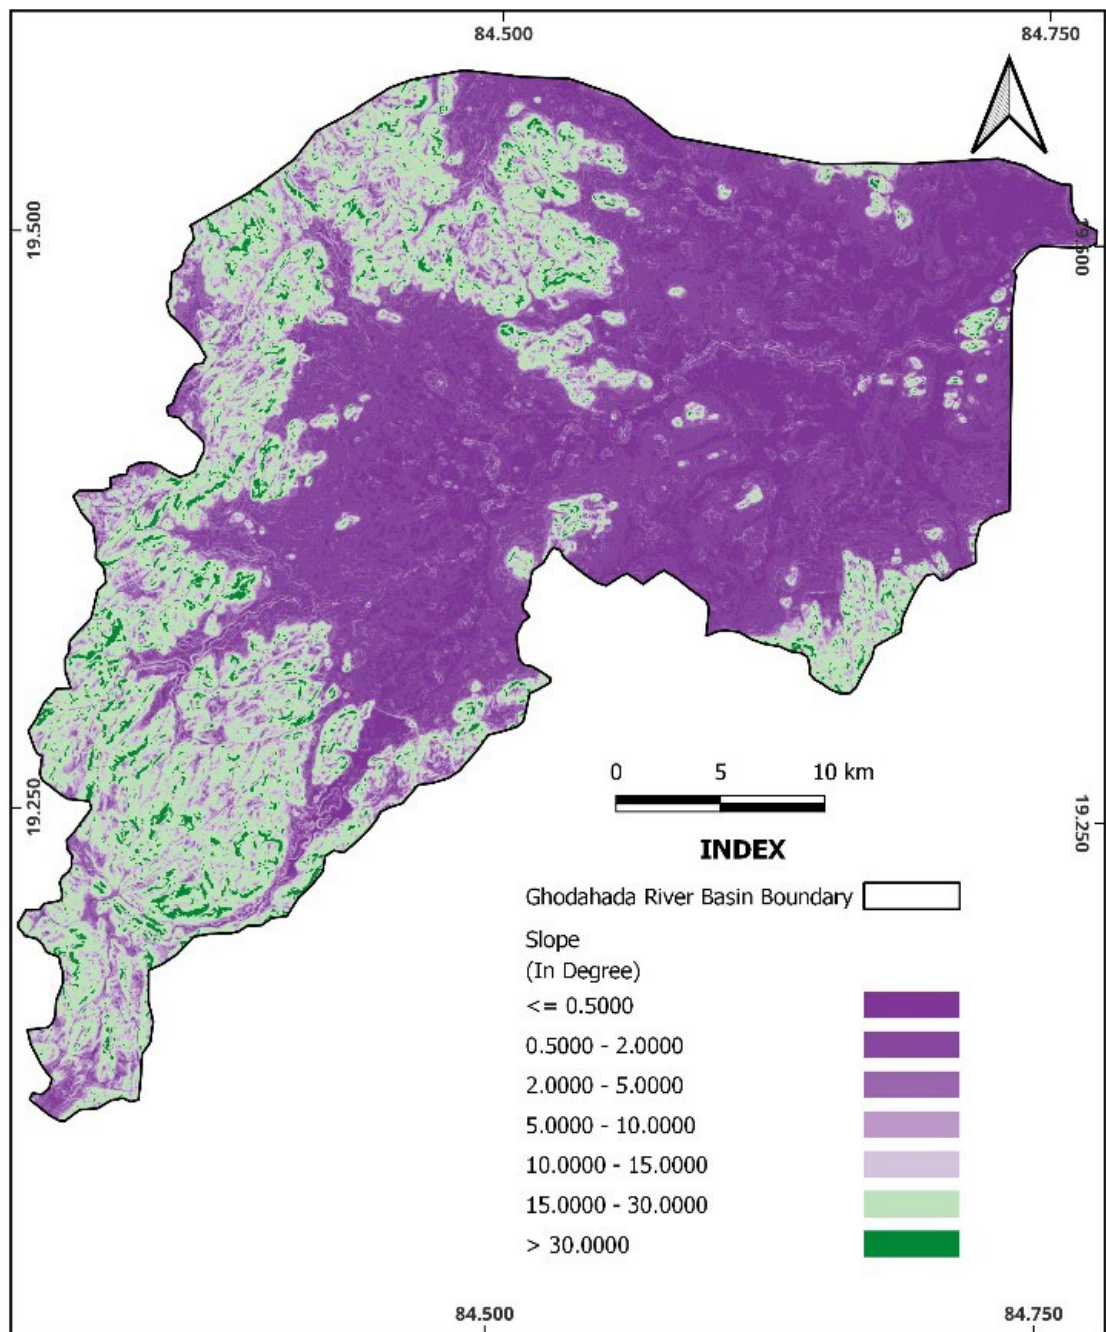 84.500 84.750
19.500
19.500
0 5 10 km
19.250
19.250
INDEX
Ghodahada River Basin Boundary
Slope
(In Degree)
<= 0.5000
0.5000 - 2.0000
2.0000 - 5.0000
5.0000 - 10.0000
10.0000 - 15.0000
15.0000 - 30.0000
> 30.0000
84.500 84.750